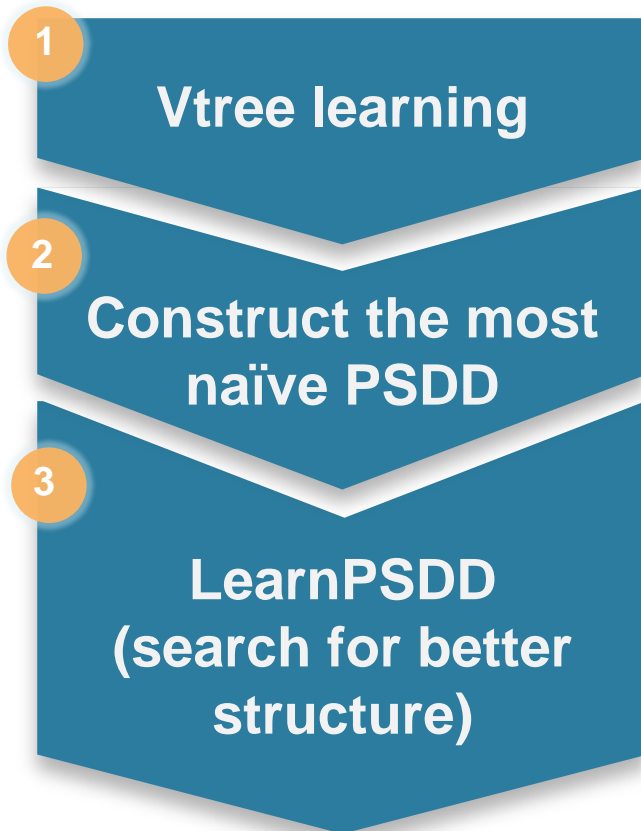 1
Vtree learning
2
Construct the most
naïve PSDD
3
LearnPSDD
(search for better
structure)